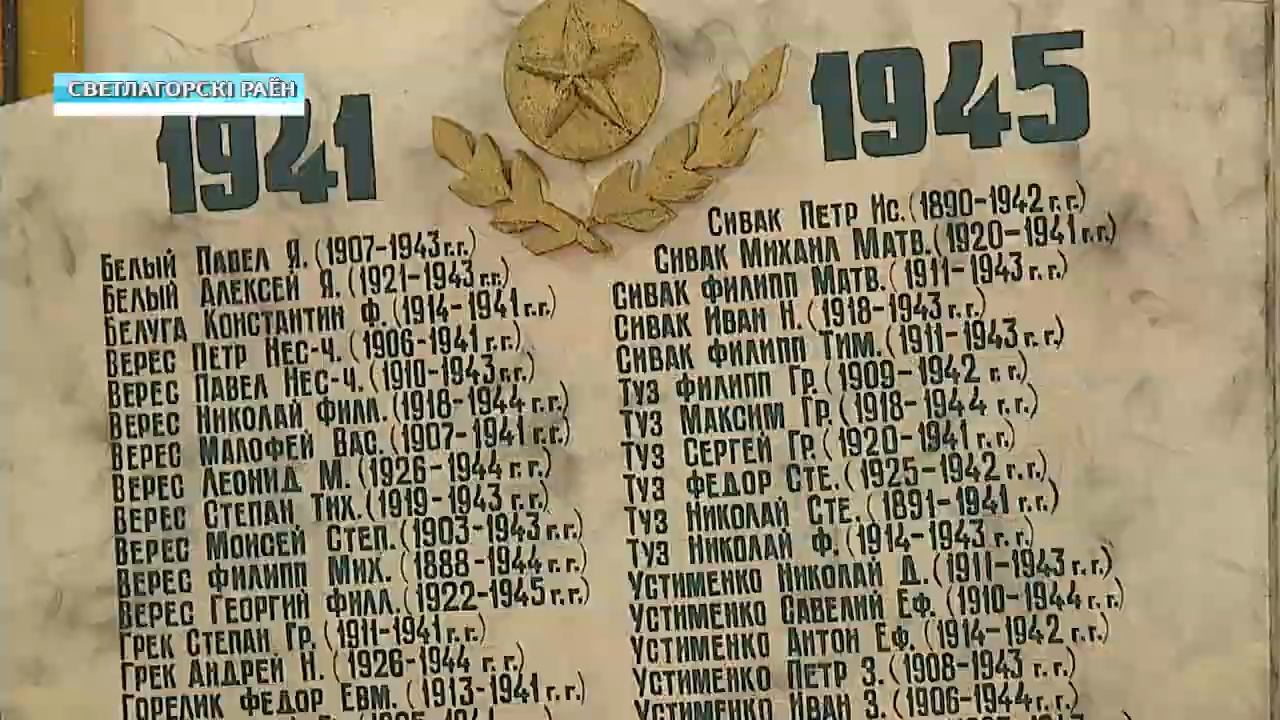 СВЕТЛАГОРСКІ РАЁН
1941
1945
БЕЛЫЙ ПАВЕЛ Я. (1907-1943 г.г.)
БЕЛЫЙ АЛЕКСЕЙ Я. (1921-1943 г.г.)
БЕЛУГА КОНСТАНТИН Ф. (1914-1941 г.г.)
ВЕРЕС ПЕТР НЕС-Ч. (1906-1941 г.г.)
ВЕРЕС ПАВЕЛ НЕС-Ч. (1910-1943 г.г.)
ВЕРЕС НИКОЛАЙ ФИЛЛ. (1918-1944 г.г.)
ВЕРЕС МАЛОФЕЙ ВАС. (1907-1941 г.г.)
ВЕРЕС ЛЕОНИД М. (1926-1944 г.г.)
ВЕРЕС СТЕПАН ТИХ. (1919-1943 г.г.)
ВЕРЕС МОИСЕЙ СТЕП. (1903-1943 г.г.)
ВЕРЕС ФИЛИПП МИХ. (1888-1944 г.г.)
ВЕРЕС ГЕОРГИЙ ФИЛЛ. (1922-1945 г.г.)
ГРЕК СТЕПАН ГР. (1911-1941 г.г.)
ГРЕК АНДРЕЙ Н. (1926-1944 г.г.)
ГОРЕЛИК ФЕДОР ЕВМ. (1913-1941 г.г.)
СИВАК ПЕТР ИС. (1890-1942 г.г.)
СИВАК МИХАИЛ МАТВ. (1920-1941 г.г.)
СИВАК ФИЛИПП МАТВ. (1911-1943 г.г.)
СИВАК ИВАН Н. (1918-1943 г.г.)
СИВАК ФИЛИПП ТИМ. (1911-1943 г.г.)
ТУЗ ФИЛИПП ГР. (1909-1942 г.г.)
ТУЗ МАКСИМ ГР. (1918-1944 г.г.)
ТУЗ СЕРГЕЙ ГР. (1920-1941 г.г.)
ТУЗ ФЕДОР СТЕ. (1925-1942 г.г.)
ТУЗ НИКОЛАЙ СТЕ. (1891-1941 г.г.)
ТУЗ НИКОЛАЙ Ф. (1914-1943 г.г.)
УСТИМЕНКО НИКОЛАЙ Д. (1911-1943 г.г.)
УСТИМЕНКО САВЕЛИЙ ЕФ. (1910-1944 г.г.)
УСТИМЕНКО АНТОН ЕФ. (1914-1942 г.г.)
УСТИМЕНКО ПЕТР З. (1908-1943 г.г.)
УСТИМЕНКО ИВАН З. (1906-1944 г.г.)